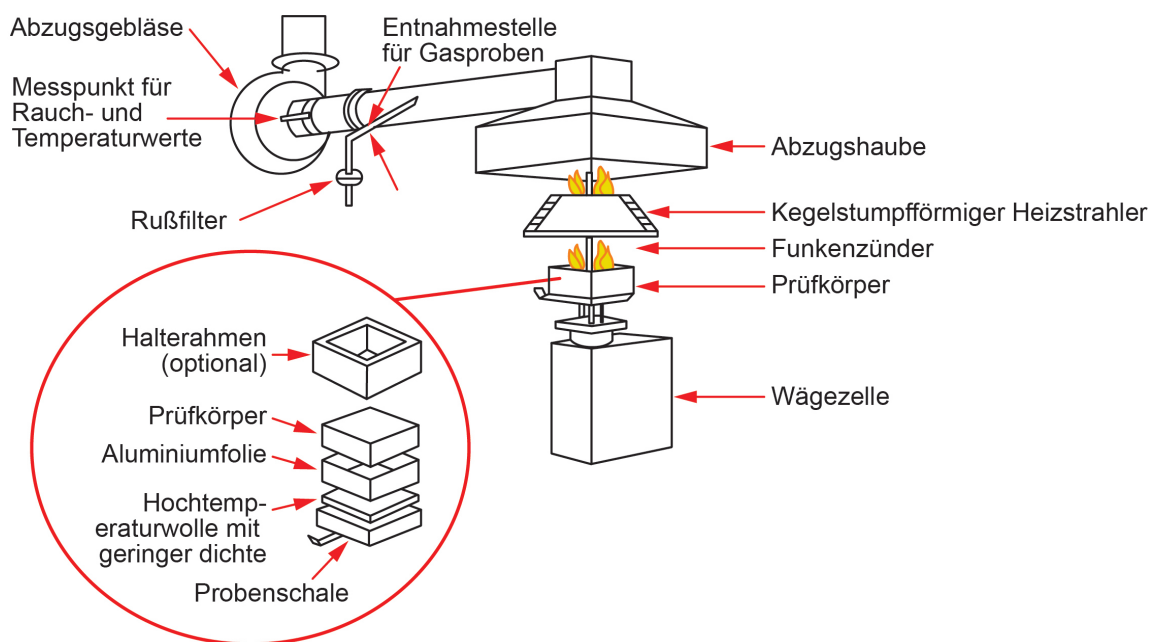 Abzugsgebläse
Messpunkt für
Rauch- und
Temperaturwerte
Entnahmestelle
für Gasproben
Rußfilter
Abzugshaube
Kegelstumpfförmiger Heizstrahler
Funkenzünder
Prüfkörper
Wägezelle
Halterahmen
(optional)
Prüfkörper
Aluminiumfolie
Hochtemp-
eraturwolle mit
geringer dichte
Probenschale